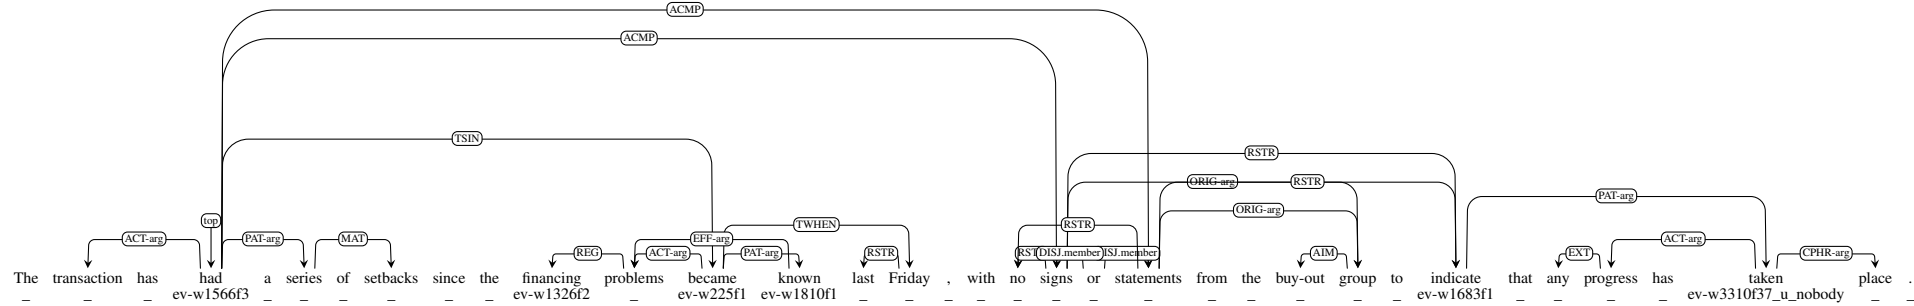 ACMP
ACMP
TSIN
RSTR
ORIG-arg RSTR
PAT-arg
ORIG-arg
top TWHEN RSTR
ACT-arg PAT-arg MAT EFF-arg ACT-arg
REG ACT-arg PAT-arg RSTR DISJ.member AIM EXT CPHR-arg
The transaction has had a series of setbacks since the financing problems became known last Friday , with no signs or statements from the buy-out group to indicate that any progress has taken place .
_ _ _ ev-w1566f3 _ _ _ _ _ _ ev-w1326f2 _ ev-w225f1 ev-w1810f1 _ _ _ _ _ _ _ _ _ _ _ _ _ ev-w1683f1 _ _ _ _ ev-w3310f37_u_nobody _ _